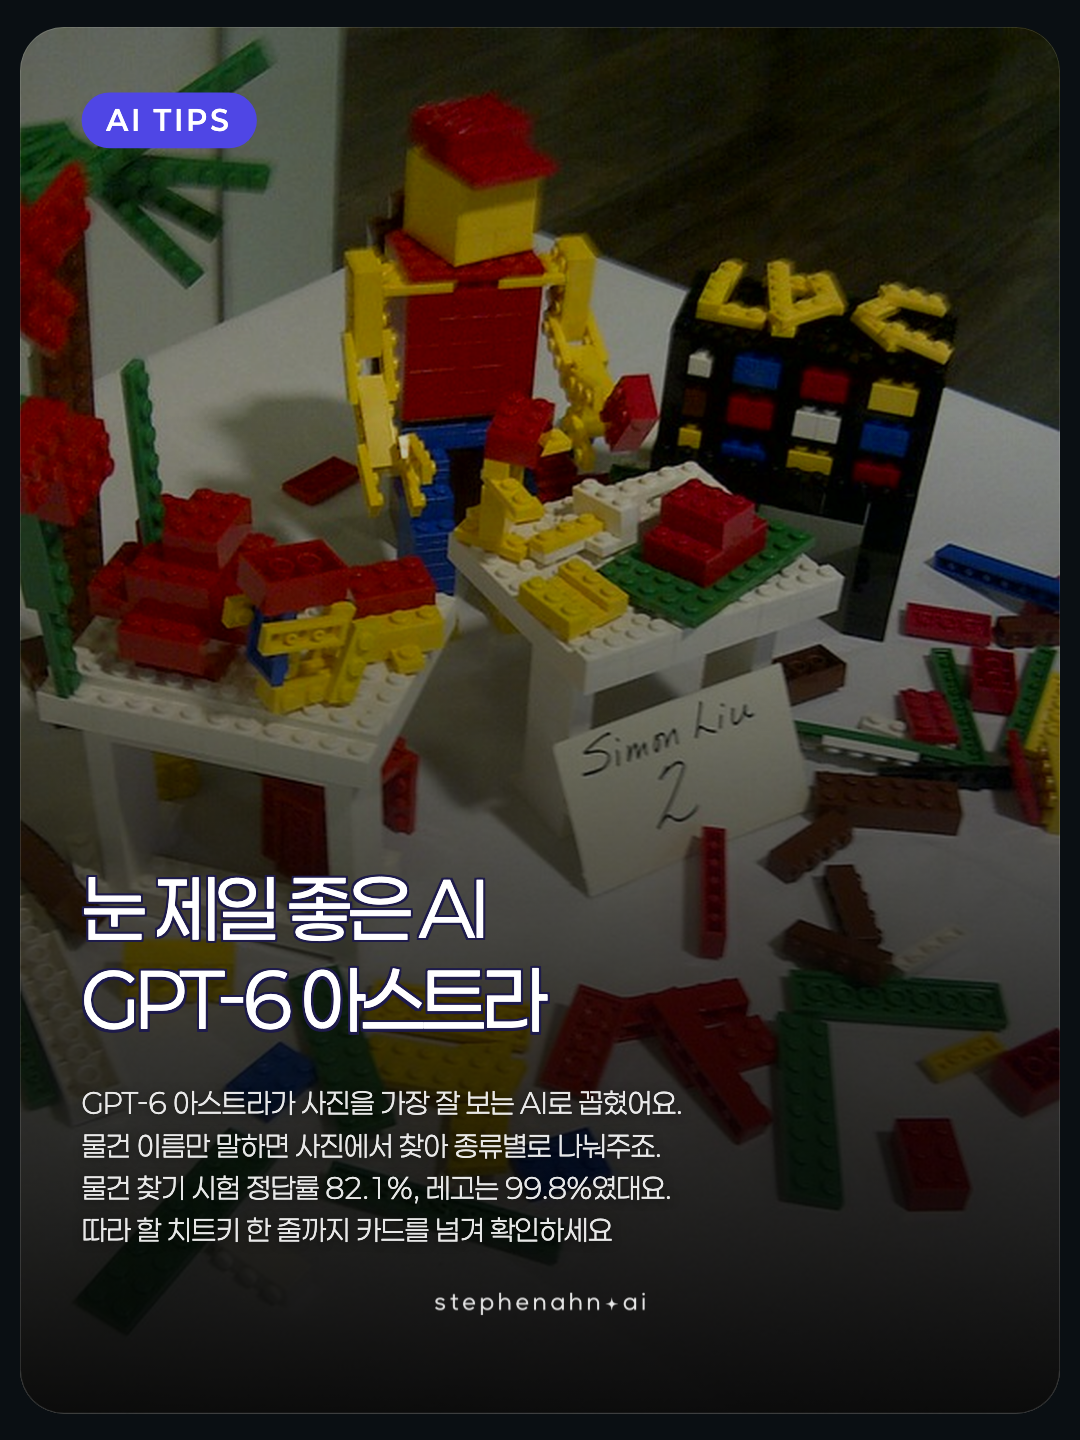 AI TIPS
Simon Liu
2
눈 제일 좋은 AI
GPT-6 아스트라
GPT-6 아스트라가 사진을 가장 잘 보는 AI로 꼽혔어요.
물건 이름만 말하면 사진에서 찾아 종류별로 나눠주죠.
물건 찾기 시험 정답률 82.1%, 레고는 99.8%였대요.
따라 할 치트키 한 줄까지 카드를 넘겨 확인하세요
stephenahn✦ai